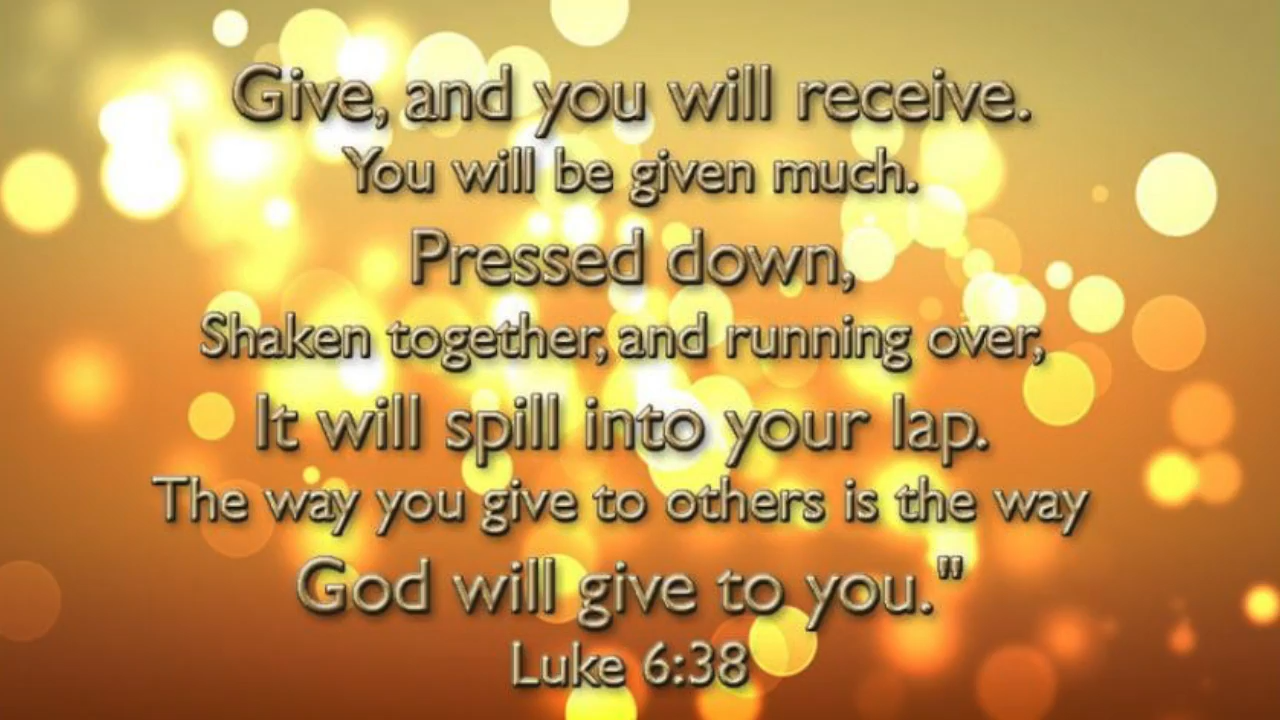 Give, and you will receive.
You will be given much.
Pressed down,
Shaken together, and running over,
It will spill into your lap.
The way you give to others is the way
God will give to you."
Luke 6:38